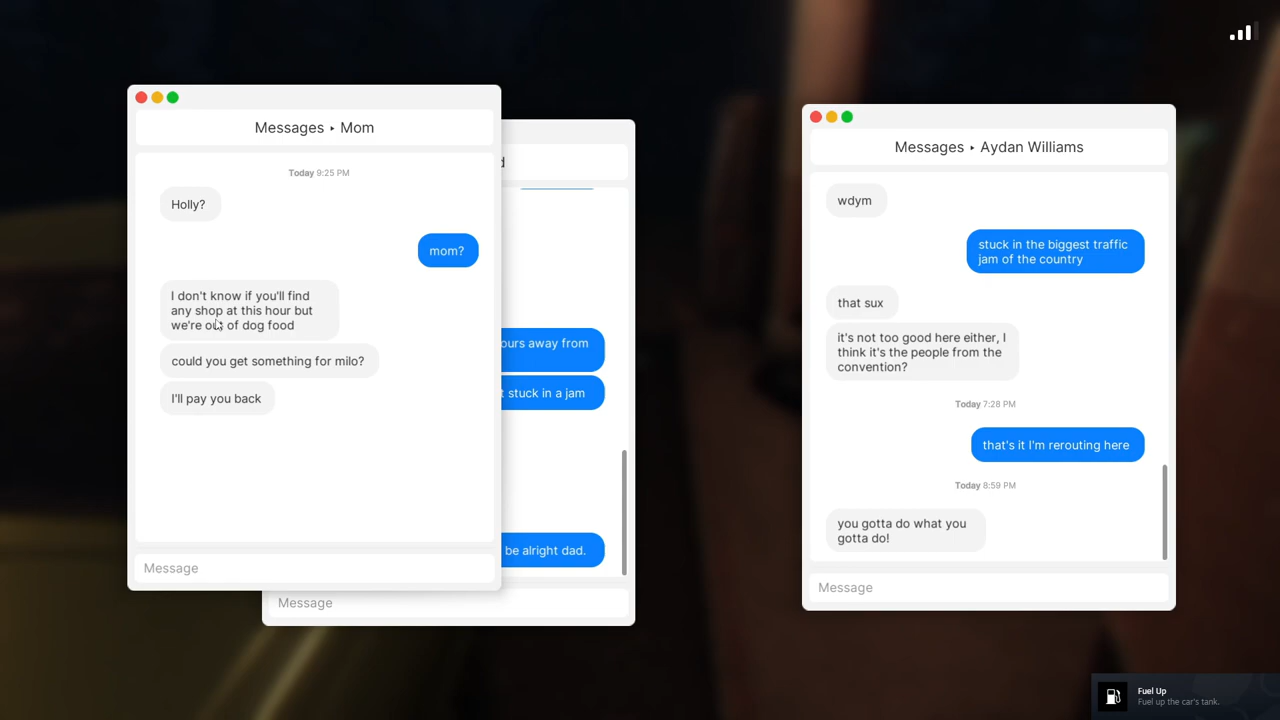 Messages ‣ Mom
Today 9:25 PM
Holly?
mom?
I don't know if you'll find
any shop at this hour but
we're out of dog food
could you get something for milo?
I'll pay you back
Message
d
ours away from
t stuck in a jam
be alright dad.
Message
Messages ‣ Aydan Williams
wdym
stuck in the biggest traffic
jam of the country
that sux
it's not too good here either, I
think it's the people from the
convention?
Today 7:28 PM
that's it I'm rerouting here
Today 8:59 PM
you gotta do what you
gotta do!
Message
Fuel Up
Fuel up the car's tank.